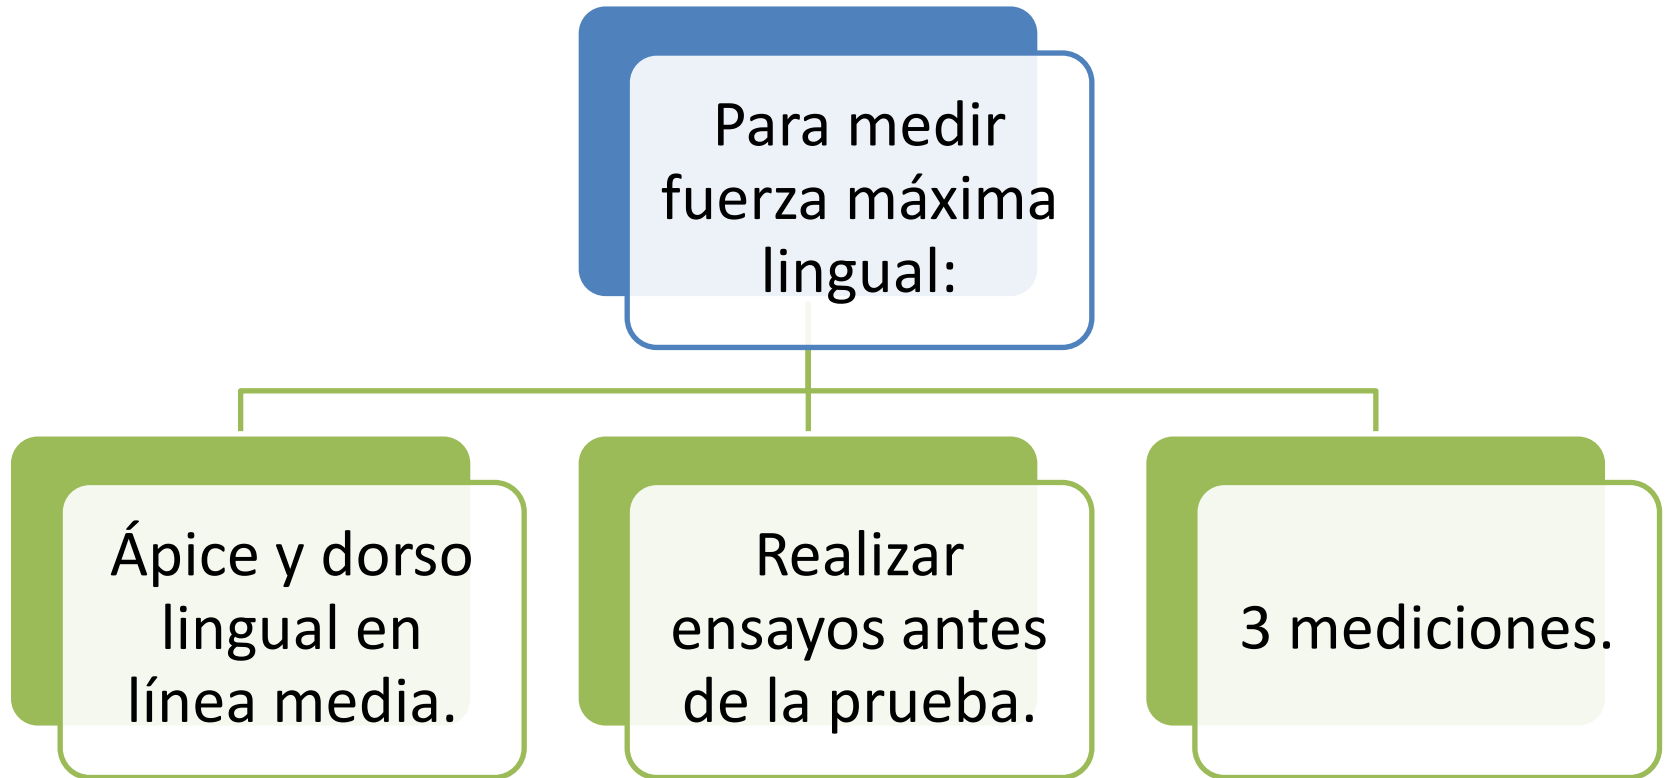 Para medir
fuerza máxima
lingual:
Ápice y dorso
lingual en
línea media.
Realizar
ensayos antes
de la prueba.
3 mediciones.